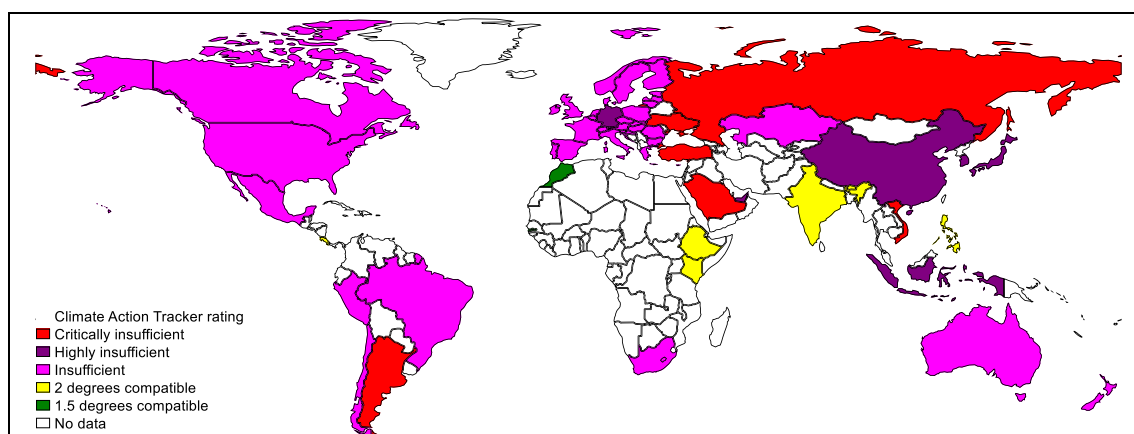 Climate Action Tracker rating
Critically insufficient
Highly insufficient
Insufficient
2 degrees compatible
1.5 degrees compatible
No data